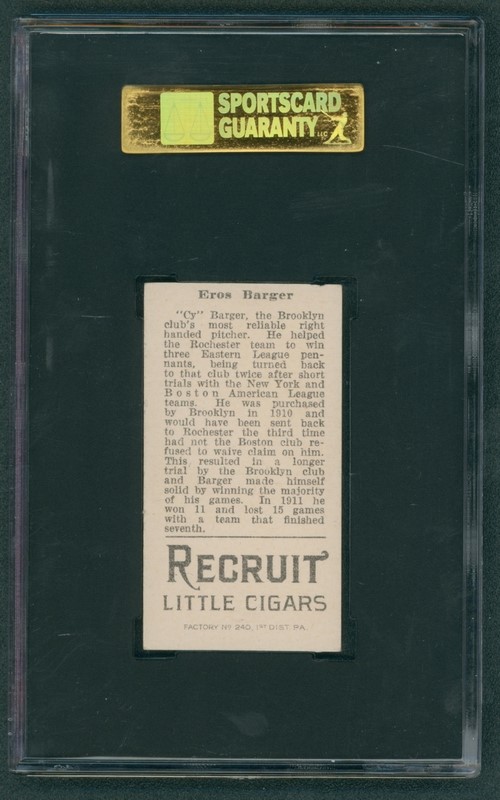 SPORTSCARD
GUARANTY LLC
Eros Barger
"Cy" Barger, the Brooklyn
club's most reliable right
handed pitcher. He helped
the Rochester team to win
three Eastern League pen-
nants, being turned back
to that club twice after short
trials with the New York and
Boston American League
teams. He was purchased
by Brooklyn in 1910 and
would have been sent back
to Rochester the third time
had not the Boston club re-
fused to waive claim on him.
This resulted in a longer
trial by the Brooklyn club
and Barger made himself
solid by winning the majority
of his games. In 1911 he
won 11 and lost 15 games
with a team that finished
seventh.
RECRUIT
LITTLE CIGARS
FACTORY No 240, 1ST DIST. PA.